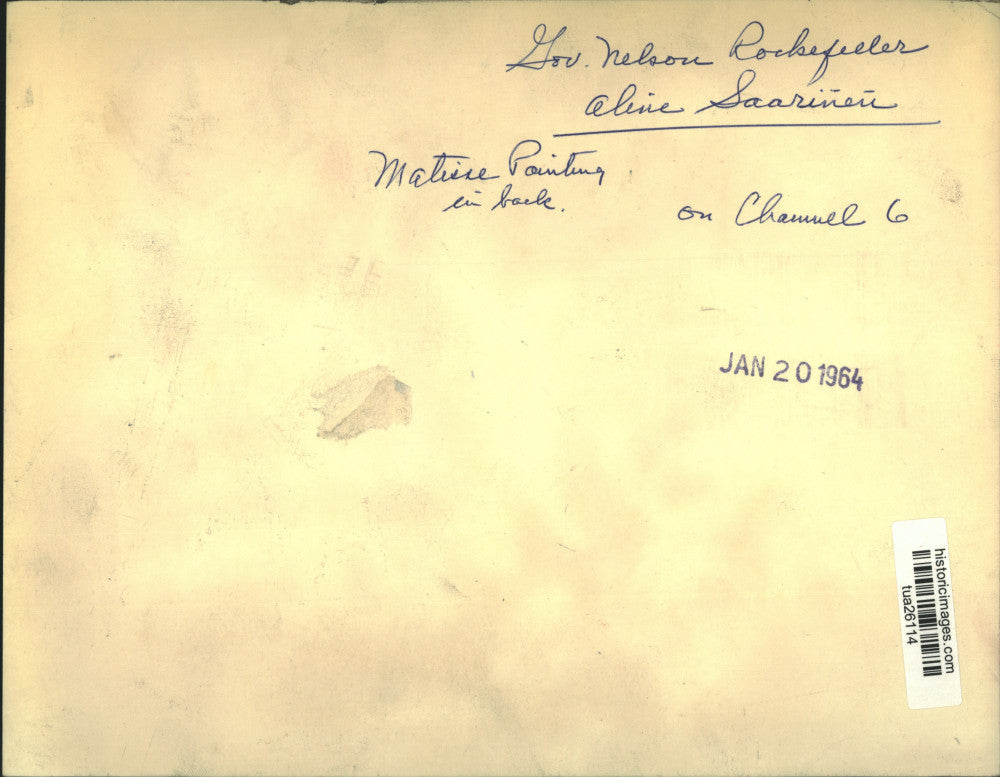 Gov. Nelson Rockefeller
Aline Saarinen
Matisse Painting
in back.
on Channel 6
JAN 20 1964
historicimages.com
tua26114